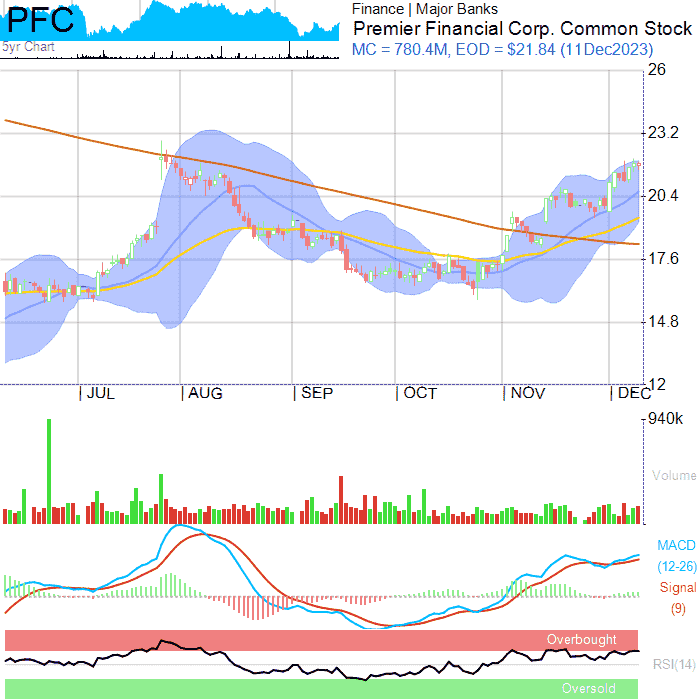 PFC
5yr Chart
Finance | Major Banks
Premier Financial Corp. Common Stock
MC = 780.4M, EOD = $21.84 (11Dec2023)
26
23.2
20.4
17.6
14.8
12
JUL AUG SEP OCT NOV DEC
940k
Volume
MACD
(12-26)
Signal
(9)
Overbought
RSI(14)
Oversold